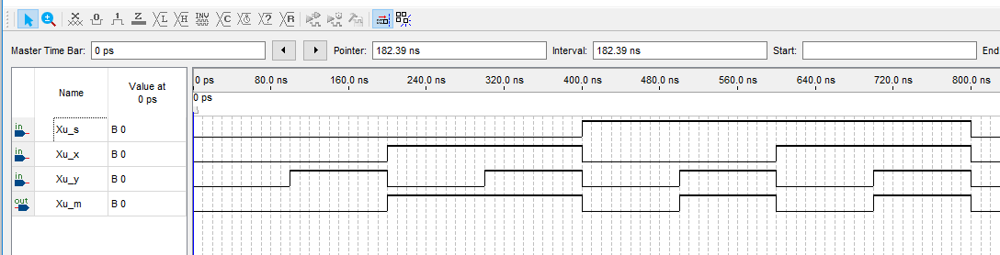 Master Time Bar: 0 ps Pointer: 182.39 ns Interval: 182.39 ns Start: End
Name Value at 0 ps
0 ps 80.0 ns 160.0 ns 240.0 ns 320.0 ns 400.0 ns 480.0 ns 560.0 ns 640.0 ns 720.0 ns 800.0 ns
0 ps
in Xu_s B 0
in Xu_x B 0
in Xu_y B 0
out Xu_m B 0